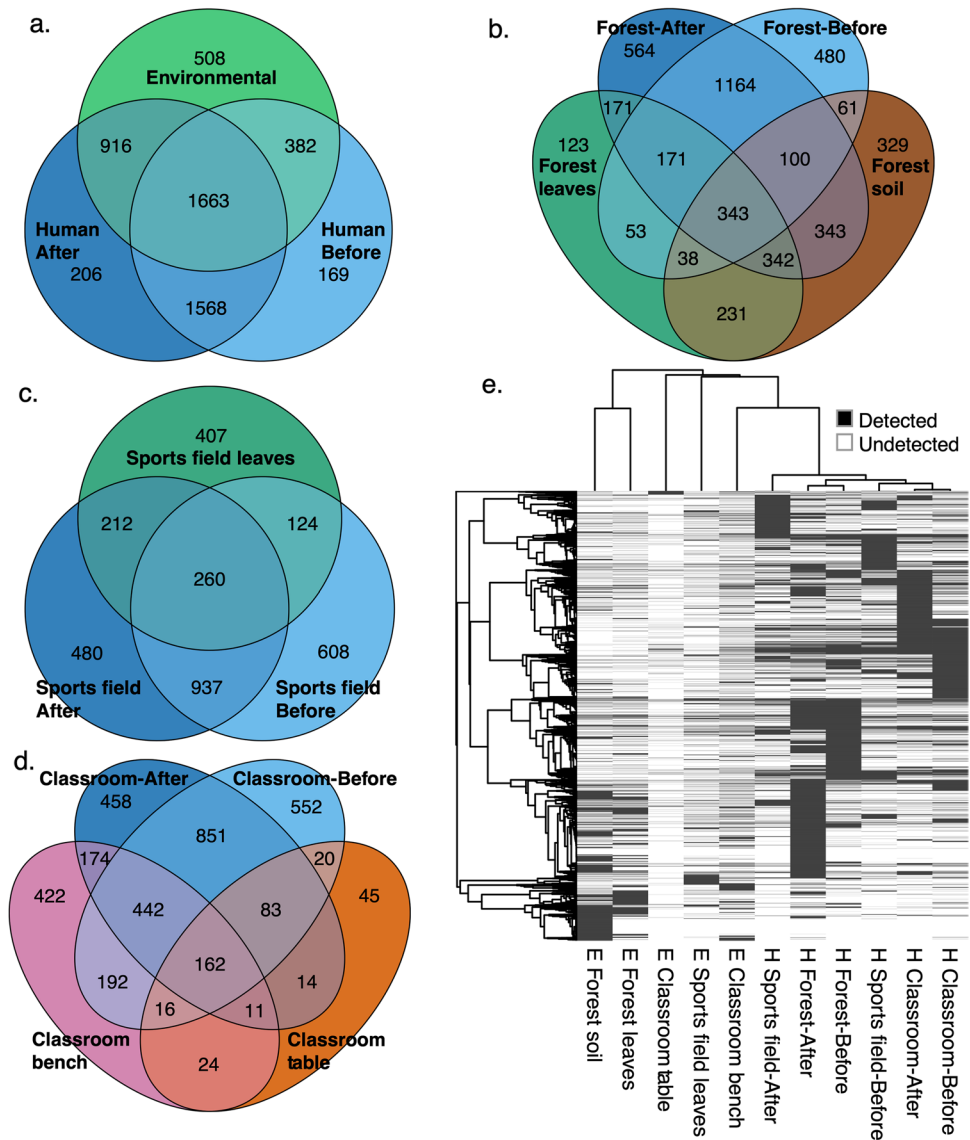 a.
508
Environmental
916
382
1663
Human
After
206
Human
Before
169
1568
b.
Forest-After
564
Forest-Before
480
1164
171
61
123
Forest
leaves
171
100
329
Forest
soil
343
53
343
38
342
231
c.
407
Sports field leaves
212
124
260
480
608
Sports field
After
937
Sports field
Before
d.
Classroom-After
458
Classroom-Before
552
851
174
20
422
442
83
45
162
192
14
16
11
Classroom
bench
Classroom
table
24
e.
Detected
Undetected
E Forest soil
E Forest leaves
E Classroom table
E Sports field leaves
E Classroom bench
H Sports field-After
H Forest-After
H Forest-Before
H Sports field-Before
H Classroom-After
H Classroom-Before